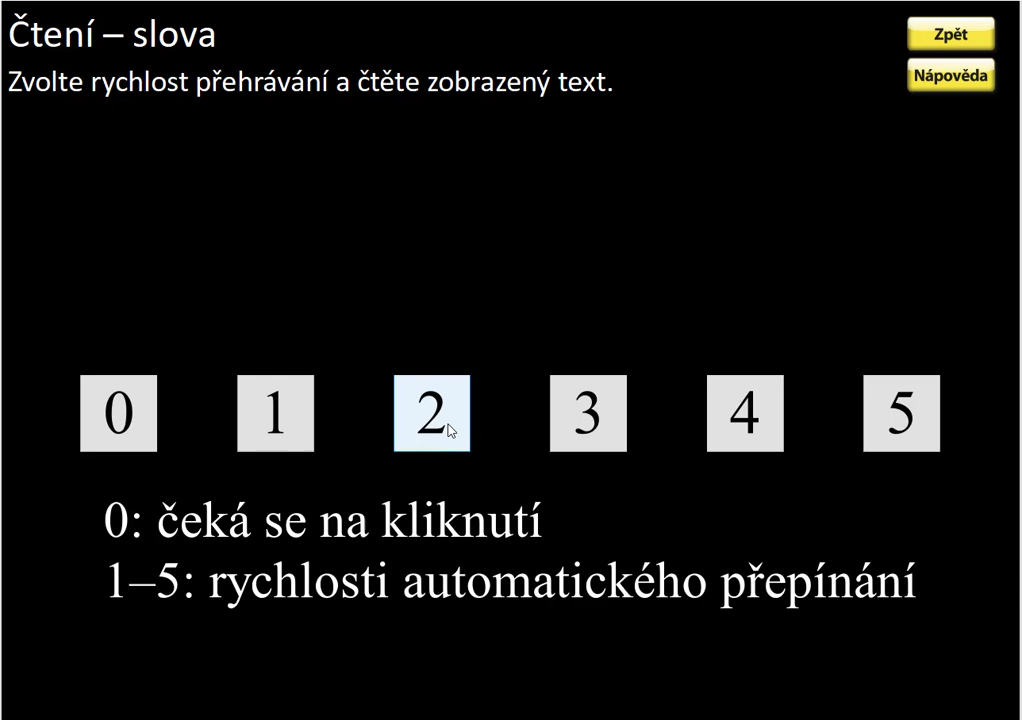 Čtení – slova
Zpět
Zvolte rychlost přehrávání a čtěte zobrazený text.
Nápověda
0 1 2 3 4 5
0: čeká se na kliknutí
1–5: rychlosti automatického přepínání